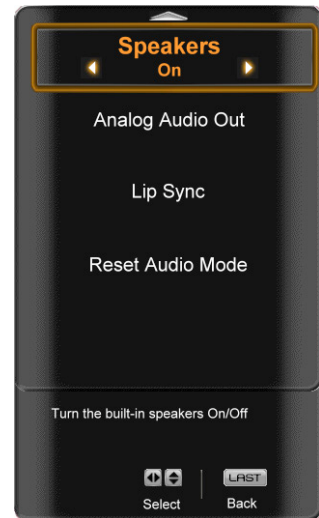 Speakers
On
Analog Audio Out
Lip Sync
Reset Audio Mode
Turn the built-in speakers On/Off
LAST
Select Back